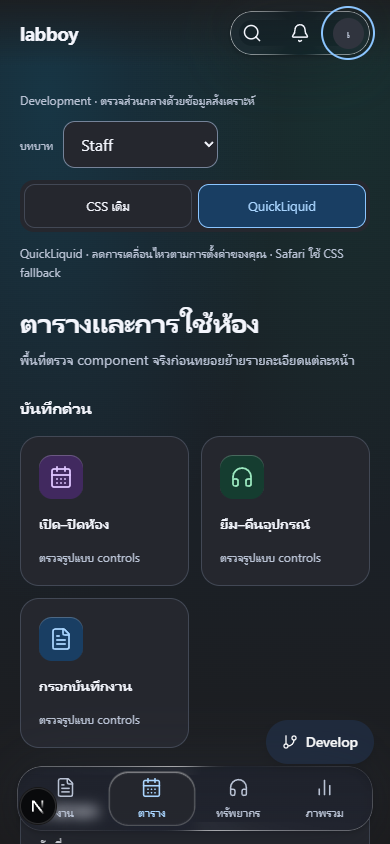 labboy
Development · ตรวจส่วนกลางด้วยข้อมูลสังเคราะห์
บทบาท
Staff
CSS เดิม
QuickLiquid
QuickLiquid · ลดการเคลื่อนไหวตามการตั้งค่าของคุณ · Safari ใช้ CSS
fallback
ตารางและการใช้ห้อง
พื้นที่ตรวจ component จริงก่อนทยอยย้ายรายละเอียดแต่ละหน้า
บันทึกด่วน
เปิด–ปิดห้อง
ตรวจรูปแบบ controls
ยืม–คืนอุปกรณ์
ตรวจรูปแบบ controls
กรอกบันทึกงาน
ตรวจรูปแบบ controls
Develop
N
งาน
ตาราง
ทรัพยากร
ภาพรวม